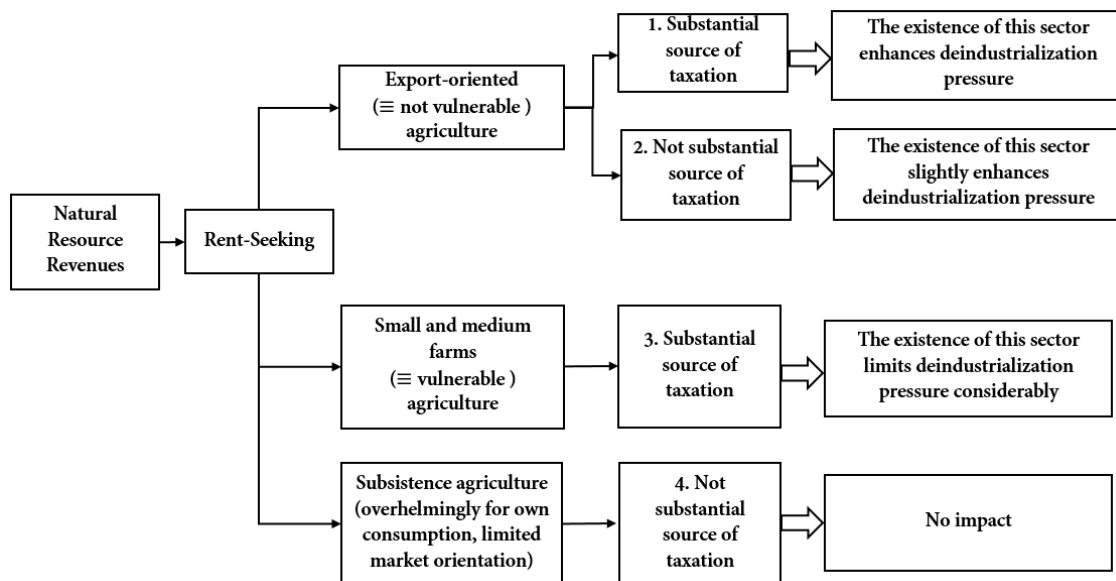 Natural
Resource
Revenues
Rent-Seeking
Export-oriented
(≡ not vulnerable )
agriculture
1. Substantial
source of
taxation
The existence of this sector
enhances deindustrialization
pressure
2. Not substantial
source of
taxation
The existence of this sector
slightly enhances
deindustrialization pressure
Small and medium
farms
(≡ vulnerable )
agriculture
3. Substantial
source of
taxation
The existence of this sector
limits deindustrialization
pressure considerably
Subsistence agriculture
(overhelmingly for own
consumption, limited
market orientation)
4. Not
substantial
source of
taxation
No impact